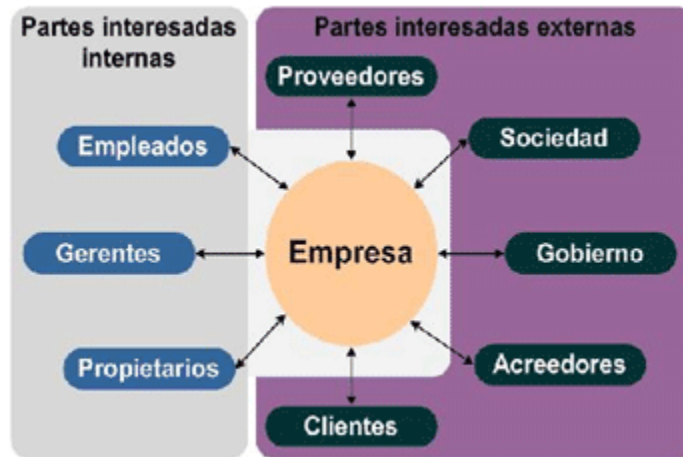 Partes interesadas
internas
Partes interesadas externas
Proveedores
Empleados
Sociedad
Gerentes
Empresa
Gobierno
Propietarios
Acreedores
Clientes